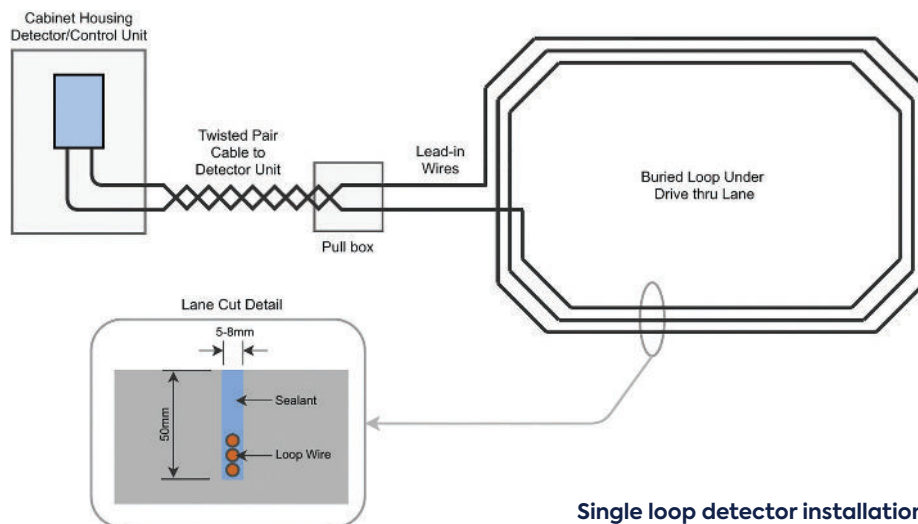 Cabinet Housing
Detector/Control Unit
Twisted Pair
Cable to
Detector Unit
Lead-in
Wires
Pull box
Buried Loop Under
Drive thru Lane
Lane Cut Detail
5-8mm
50mm
Sealant
Loop Wire
Single loop detector installation